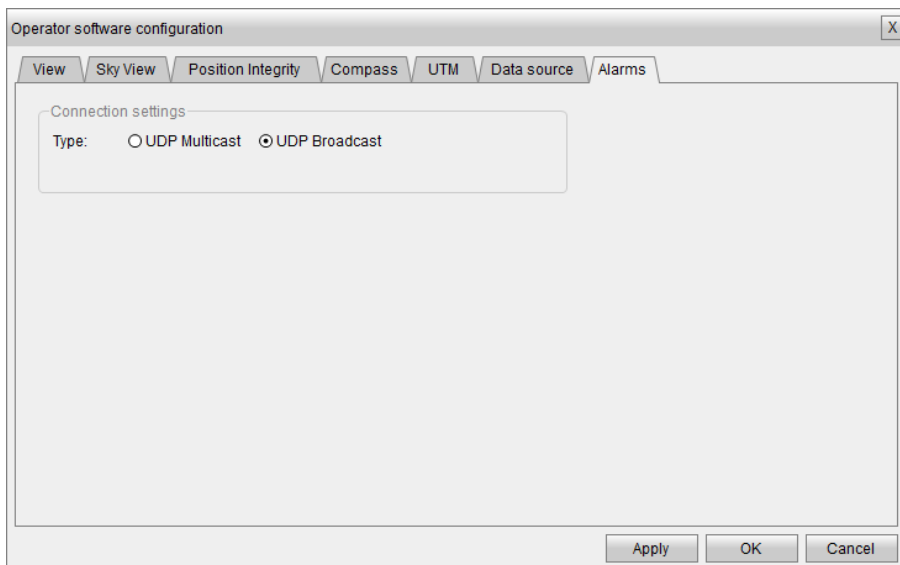 Operator software configuration X
View Sky View Position Integrity Compass UTM Data source Alarms
Connection settings
Type: UDP Multicast UDP Broadcast
Apply OK Cancel